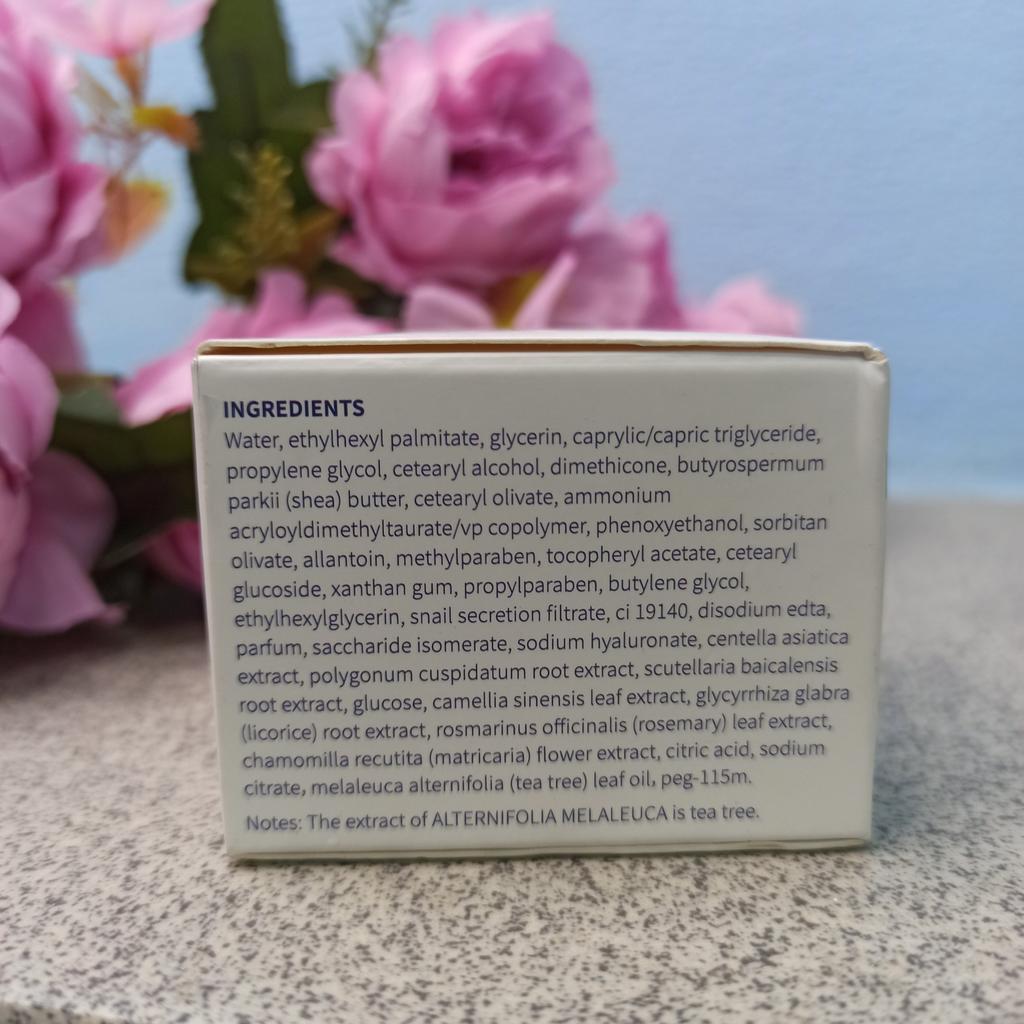 INGREDIENTS
Water, ethylhexyl palmitate, glycerin, caprylic/capric triglyceride,
propylene glycol, cetearyl alcohol, dimethicone, butyrospermum
parkii (shea) butter, cetearyl olivate, ammonium
acryloyldimethyltaurate/vp copolymer, phenoxyethanol, sorbitan
olivate, allantoin, methylparaben, tocopheryl acetate, cetearyl
glucoside, xanthan gum, propylparaben, butylene glycol,
ethylhexylglycerin, snail secretion filtrate, ci 19140, disodium edta,
parfum, saccharide isomerate, sodium hyaluronate, centella asiatica
extract, polygonum cuspidatum root extract, scutellaria baicalensis
root extract, glucose, camellia sinensis leaf extract, glycyrrhiza glabra
(licorice) root extract, rosmarinus officinalis (rosemary) leaf extract,
chamomilla recutita (matricaria) flower extract, citric acid, sodium
citrate, melaleuca alternifolia (tea tree) leaf oil, peg-115m.
Notes: The extract of ALTERNIFOLIA MELALEUCA is tea tree.